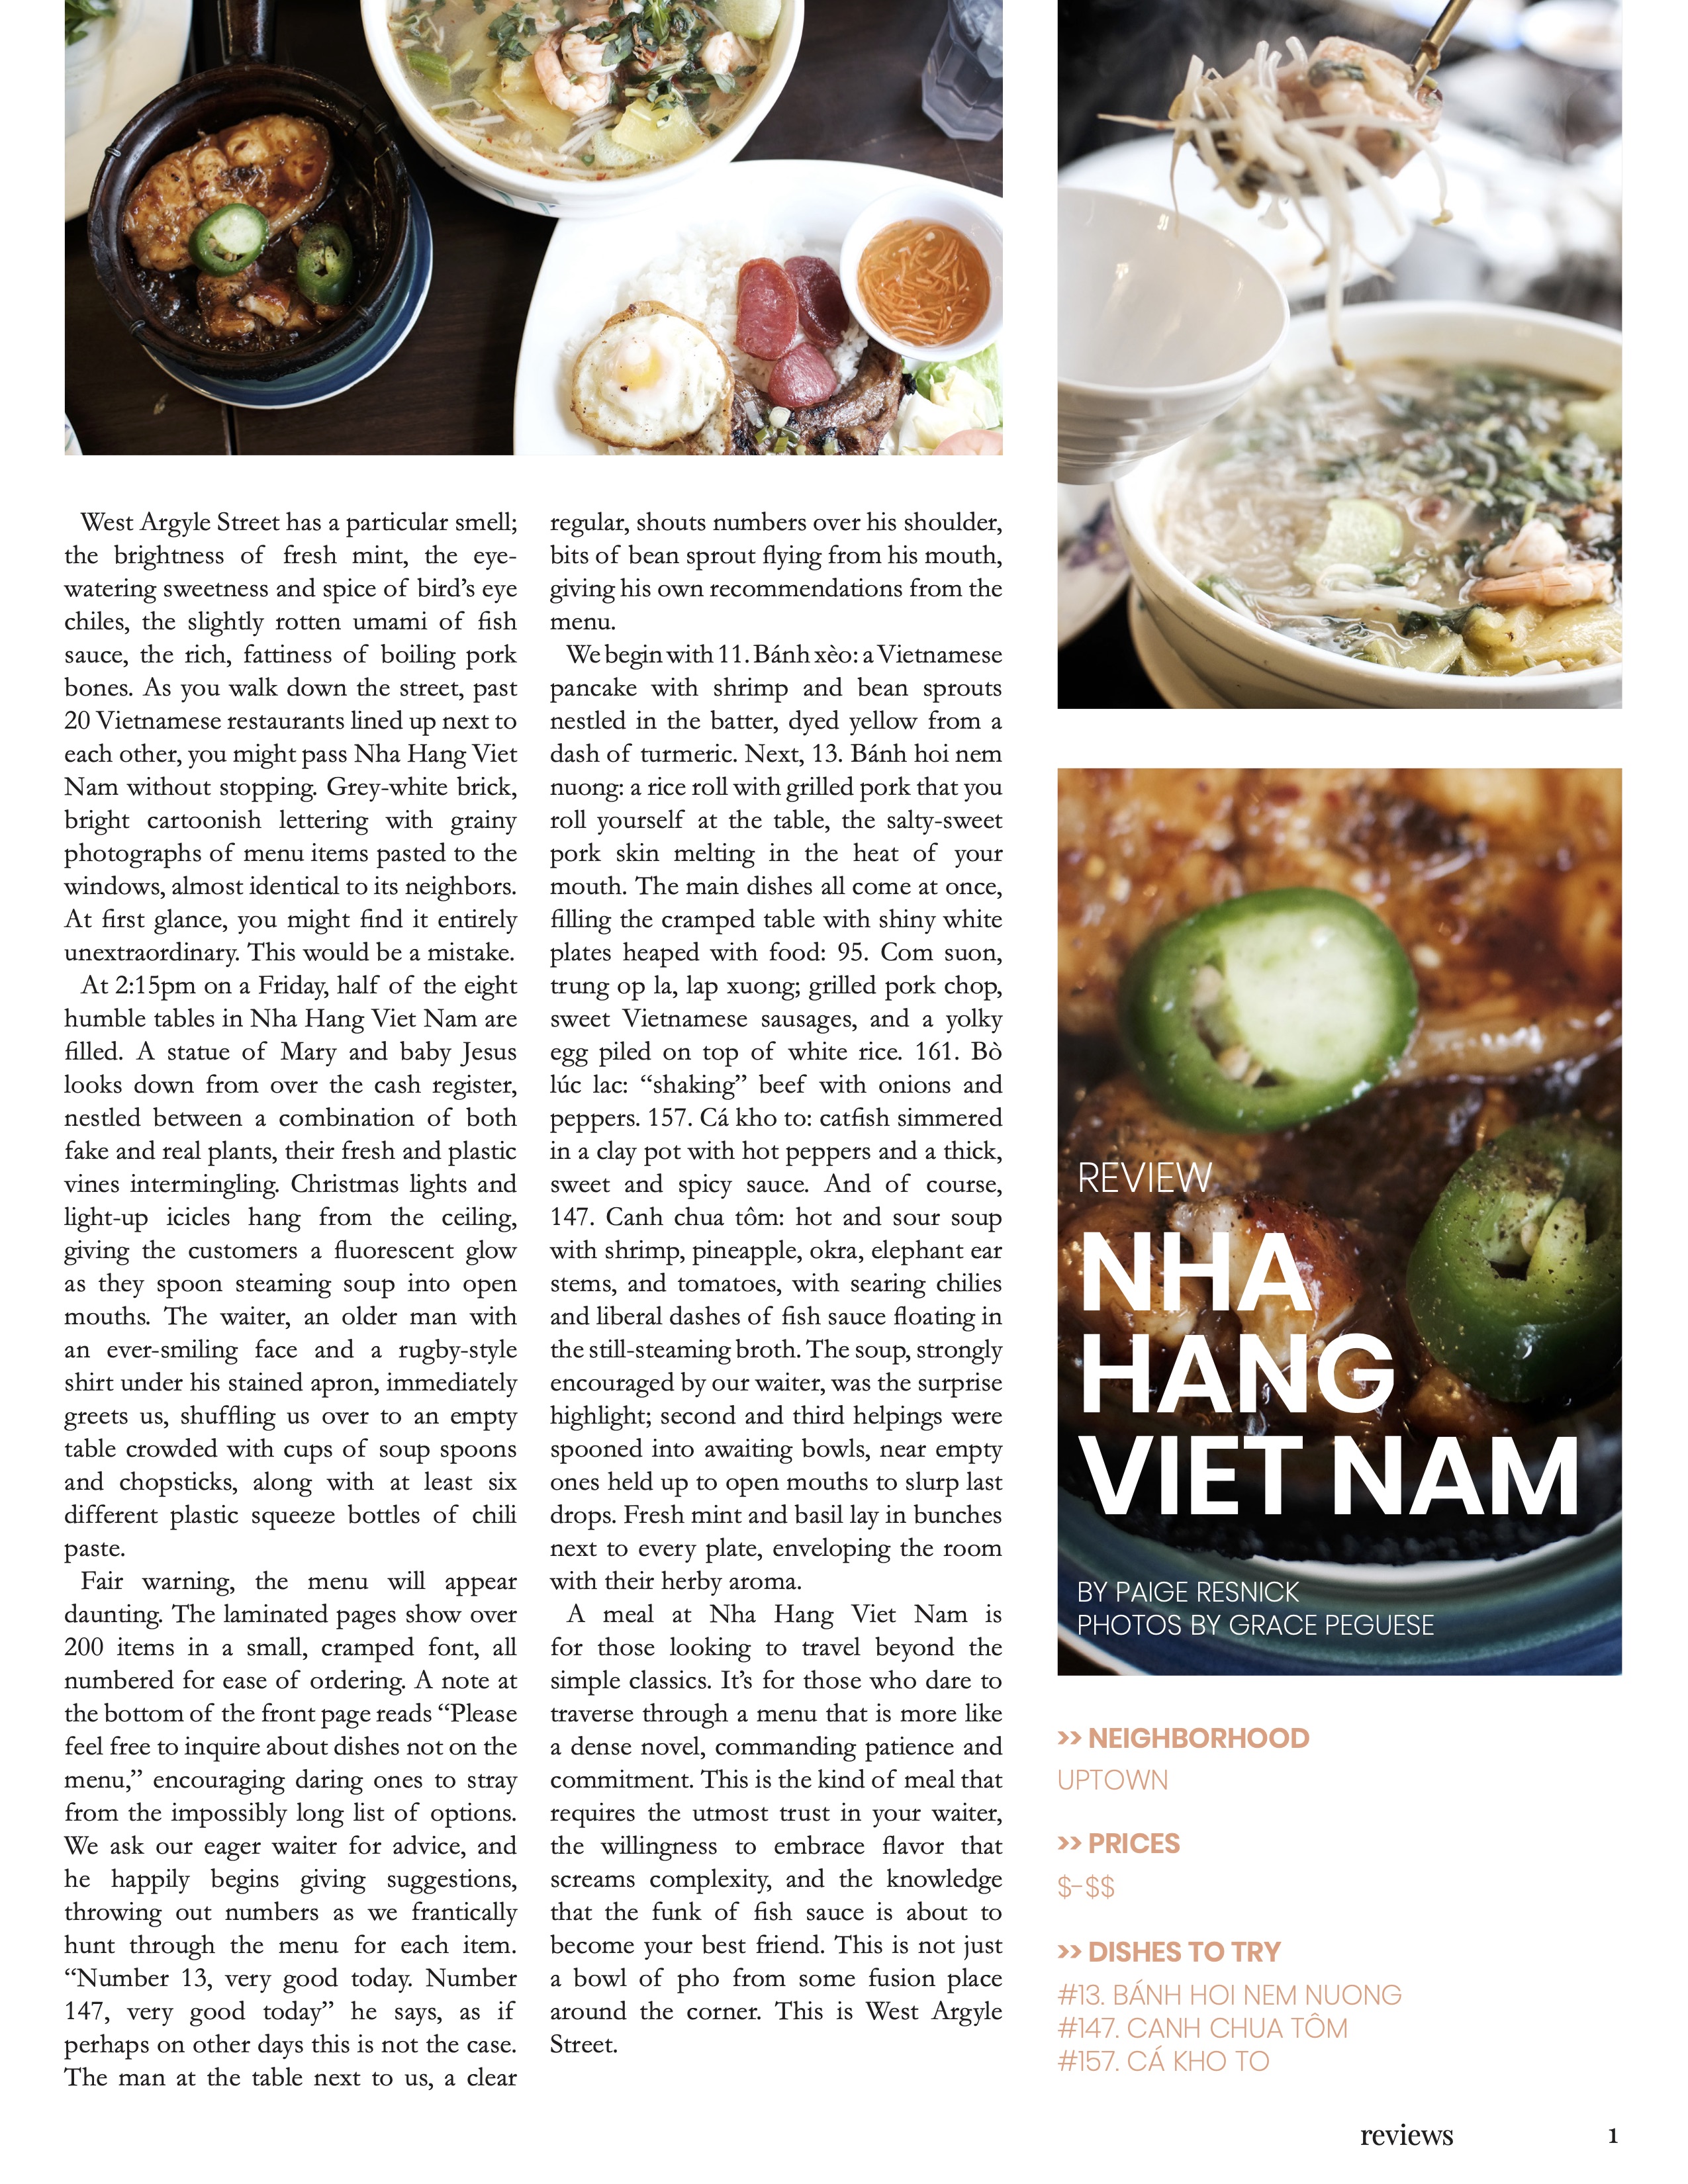 West Argyle Street has a particular smell;
the brightness of fresh mint, the eye-
watering sweetness and spice of bird’s eye
chiles, the slightly rotten umami of fish
sauce, the rich, fattiness of boiling pork
bones. As you walk down the street, past
20 Vietnamese restaurants lined up next to
each other, you might pass Nha Hang Viet
Nam without stopping. Grey-white brick,
bright cartoonish lettering with grainy
photographs of menu items pasted to the
windows, almost identical to its neighbors.
At first glance, you might find it entirely
unextraordinary. This would be a mistake.
At 2:15pm on a Friday, half of the eight
humble tables in Nha Hang Viet Nam are
filled. A statue of Mary and baby Jesus
looks down from over the cash register,
nestled between a combination of both
fake and real plants, their fresh and plastic
vines intermingling. Christmas lights and
light-up icicles hang from the ceiling,
giving the customers a fluorescent glow
as they spoon steaming soup into open
mouths. The waiter, an older man with
an ever-smiling face and a rugby-style
shirt under his stained apron, immediately
greets us, shuffling us over to an empty
table crowded with cups of soup spoons
and chopsticks, along with at least six
different plastic squeeze bottles of chili
paste.
Fair warning, the menu will appear
daunting. The laminated pages show over
200 items in a small, cramped font, all
numbered for ease of ordering. A note at
the bottom of the front page reads “Please
feel free to inquire about dishes not on the
menu,” encouraging daring ones to stray
from the impossibly long list of options.
We ask our eager waiter for advice, and
he happily begins giving suggestions,
throwing out numbers as we frantically
hunt through the menu for each item.
“Number 13, very good today. Number
147, very good today” he says, as if
perhaps on other days this is not the case.
The man at the table next to us, a clear
regular, shouts numbers over his shoulder,
bits of bean sprout flying from his mouth,
giving his own recommendations from the
menu.
We begin with 11. Bánh xèo: a Vietnamese
pancake with shrimp and bean sprouts
nestled in the batter, dyed yellow from a
dash of turmeric. Next, 13. Bánh hoi nem
nuong: a rice roll with grilled pork that you
roll yourself at the table, the salty-sweet
pork skin melting in the heat of your
mouth. The main dishes all come at once,
filling the cramped table with shiny white
plates heaped with food: 95. Com suon,
trung op la, lap xuong; grilled pork chop,
sweet Vietnamese sausages, and a yolky
egg piled on top of white rice. 161. Bò
lúc lac: “shaking” beef with onions and
peppers. 157. Cá kho to: catfish simmered
in a clay pot with hot peppers and a thick,
sweet and spicy sauce. And of course,
147. Canh chua tôm: hot and sour soup
with shrimp, pineapple, okra, elephant ear
stems, and tomatoes, with searing chilies
and liberal dashes of fish sauce floating in
the still-steaming broth. The soup, strongly
encouraged by our waiter, was the surprise
highlight; second and third helpings were
spooned into awaiting bowls, near empty
ones held up to open mouths to slurp last
drops. Fresh mint and basil lay in bunches
next to every plate, enveloping the room
with their herby aroma.
A meal at Nha Hang Viet Nam is
for those looking to travel beyond the
simple classics. It’s for those who dare to
traverse through a menu that is more like
a dense novel, commanding patience and
commitment. This is the kind of meal that
requires the utmost trust in your waiter,
the willingness to embrace flavor that
screams complexity, and the knowledge
that the funk of fish sauce is about to
become your best friend. This is not just
a bowl of pho from some fusion place
around the corner. This is West Argyle
Street.
REVIEW
NHA
HANG
VIET NAM
BY PAIGE RESNICK
PHOTOS BY GRACE PEGUESE
>> NEIGHBORHOOD
UPTOWN
>> PRICES
$-$$
>> DISHES TO TRY
#13. BÁNH HOI NEM NUONG
#147. CANH CHUA TÔM
#157. CÁ KHO TO
reviews 1